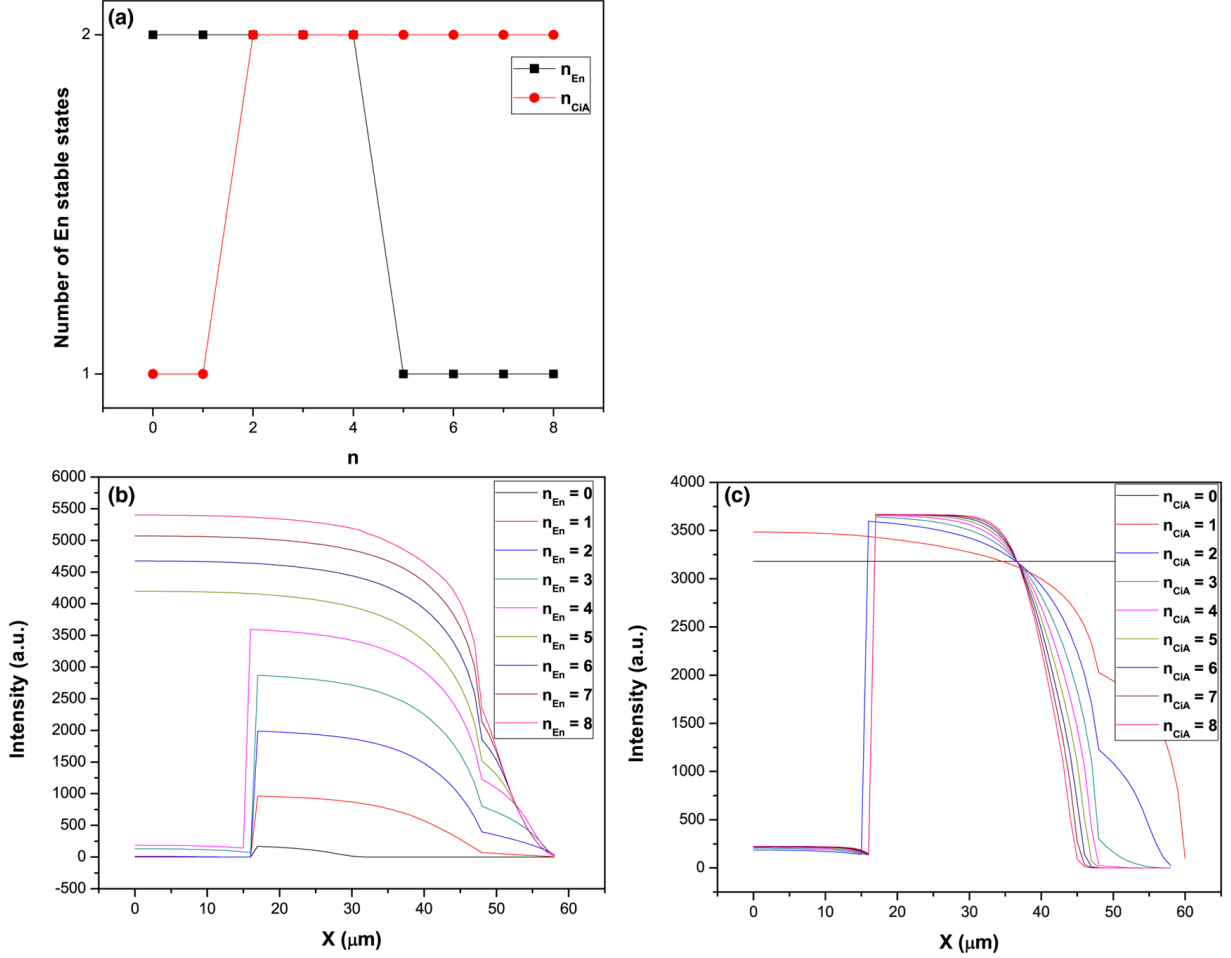 (a)
2
1
Number of En stable states
n_En
n_CiA
0
2
4
6
8
n
(b)
6000
5500
5000
4500
4000
3500
3000
2500
2000
1500
1000
500
0
-500
Intensity (a.u.)
n_En = 0
n_En = 1
n_En = 2
n_En = 3
n_En = 4
n_En = 5
n_En = 6
n_En = 7
n_En = 8
0
10
20
30
40
50
60
X (μm)
(c)
4000
3500
3000
2500
2000
1500
1000
500
0
Intensity (a.u.)
n_CiA = 0
n_CiA = 1
n_CiA = 2
n_CiA = 3
n_CiA = 4
n_CiA = 5
n_CiA = 6
n_CiA = 7
n_CiA = 8
0
10
20
30
40
50
60
X (μm)